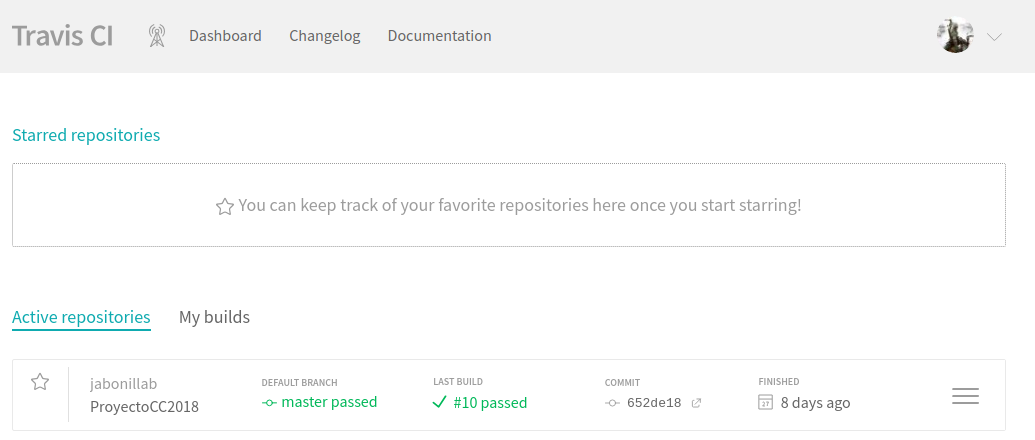 Travis CI Dashboard Changelog Documentation
Starred repositories
You can keep track of your favorite repositories here once you start starring!
Active repositories My builds
jabonillab DEFAULT BRANCH LAST BUILD COMMIT FINISHED
ProyectoCC2018 master passed #10 passed 652de18 27 8 days ago